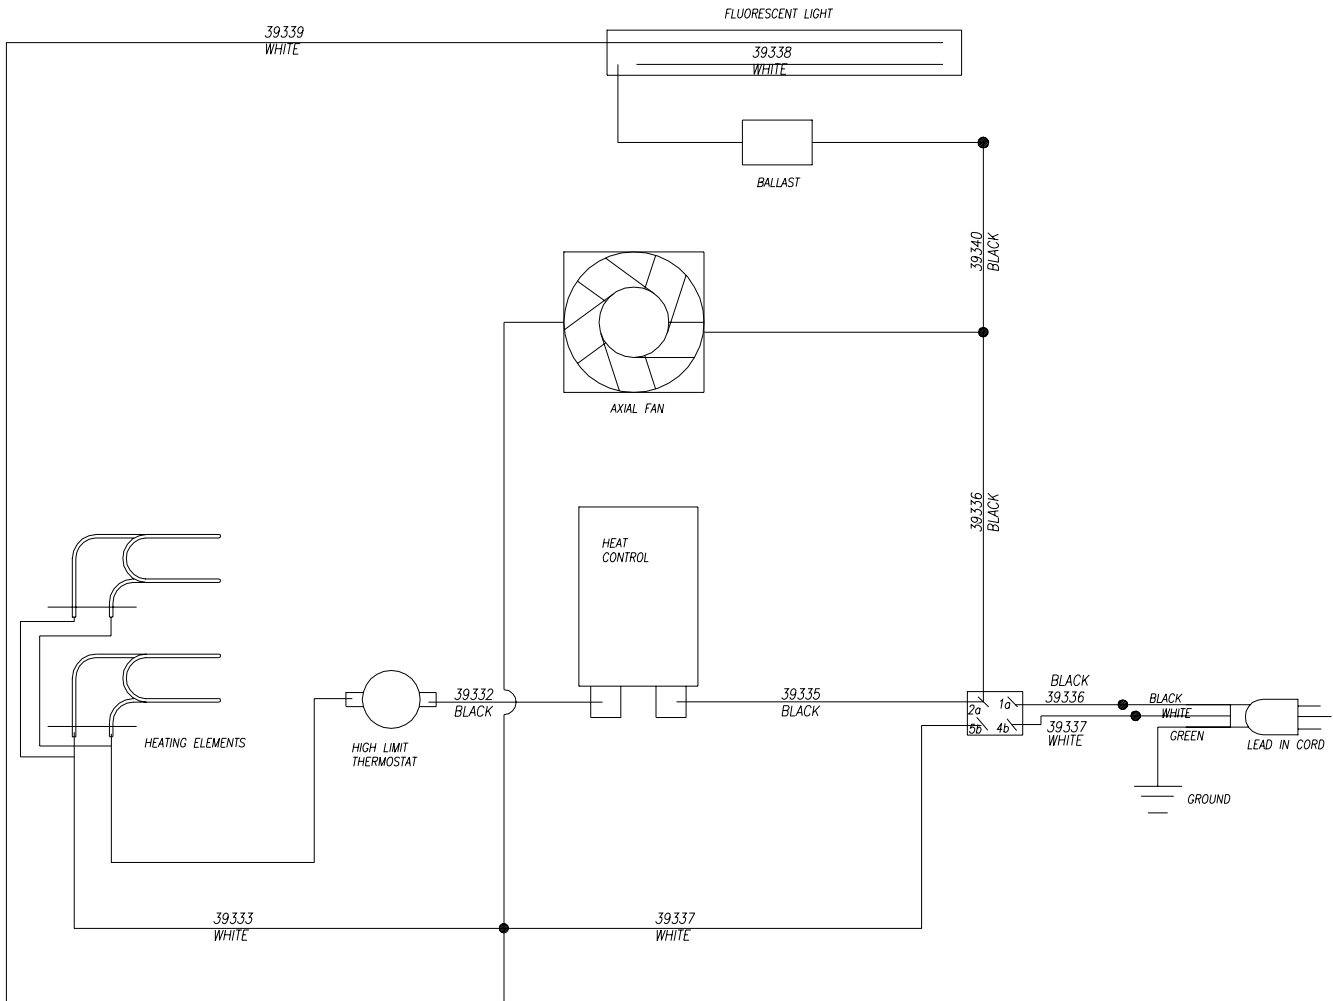 FLUORESCENT LIGHT
39339
WHITE
39338
WHITE
BALLAST
39340
BLACK
AXIAL FAN
39336
BLACK
HEAT
CONTROL
HEATING ELEMENTS
HIGH LIMIT
THERMOSTAT
39332
BLACK
39335
BLACK
2a
1a
5b
4b
BLACK
39336
BLACK
WHITE
39337
WHITE
GREEN
LEAD IN CORD
GROUND
39333
WHITE
39337
WHITE